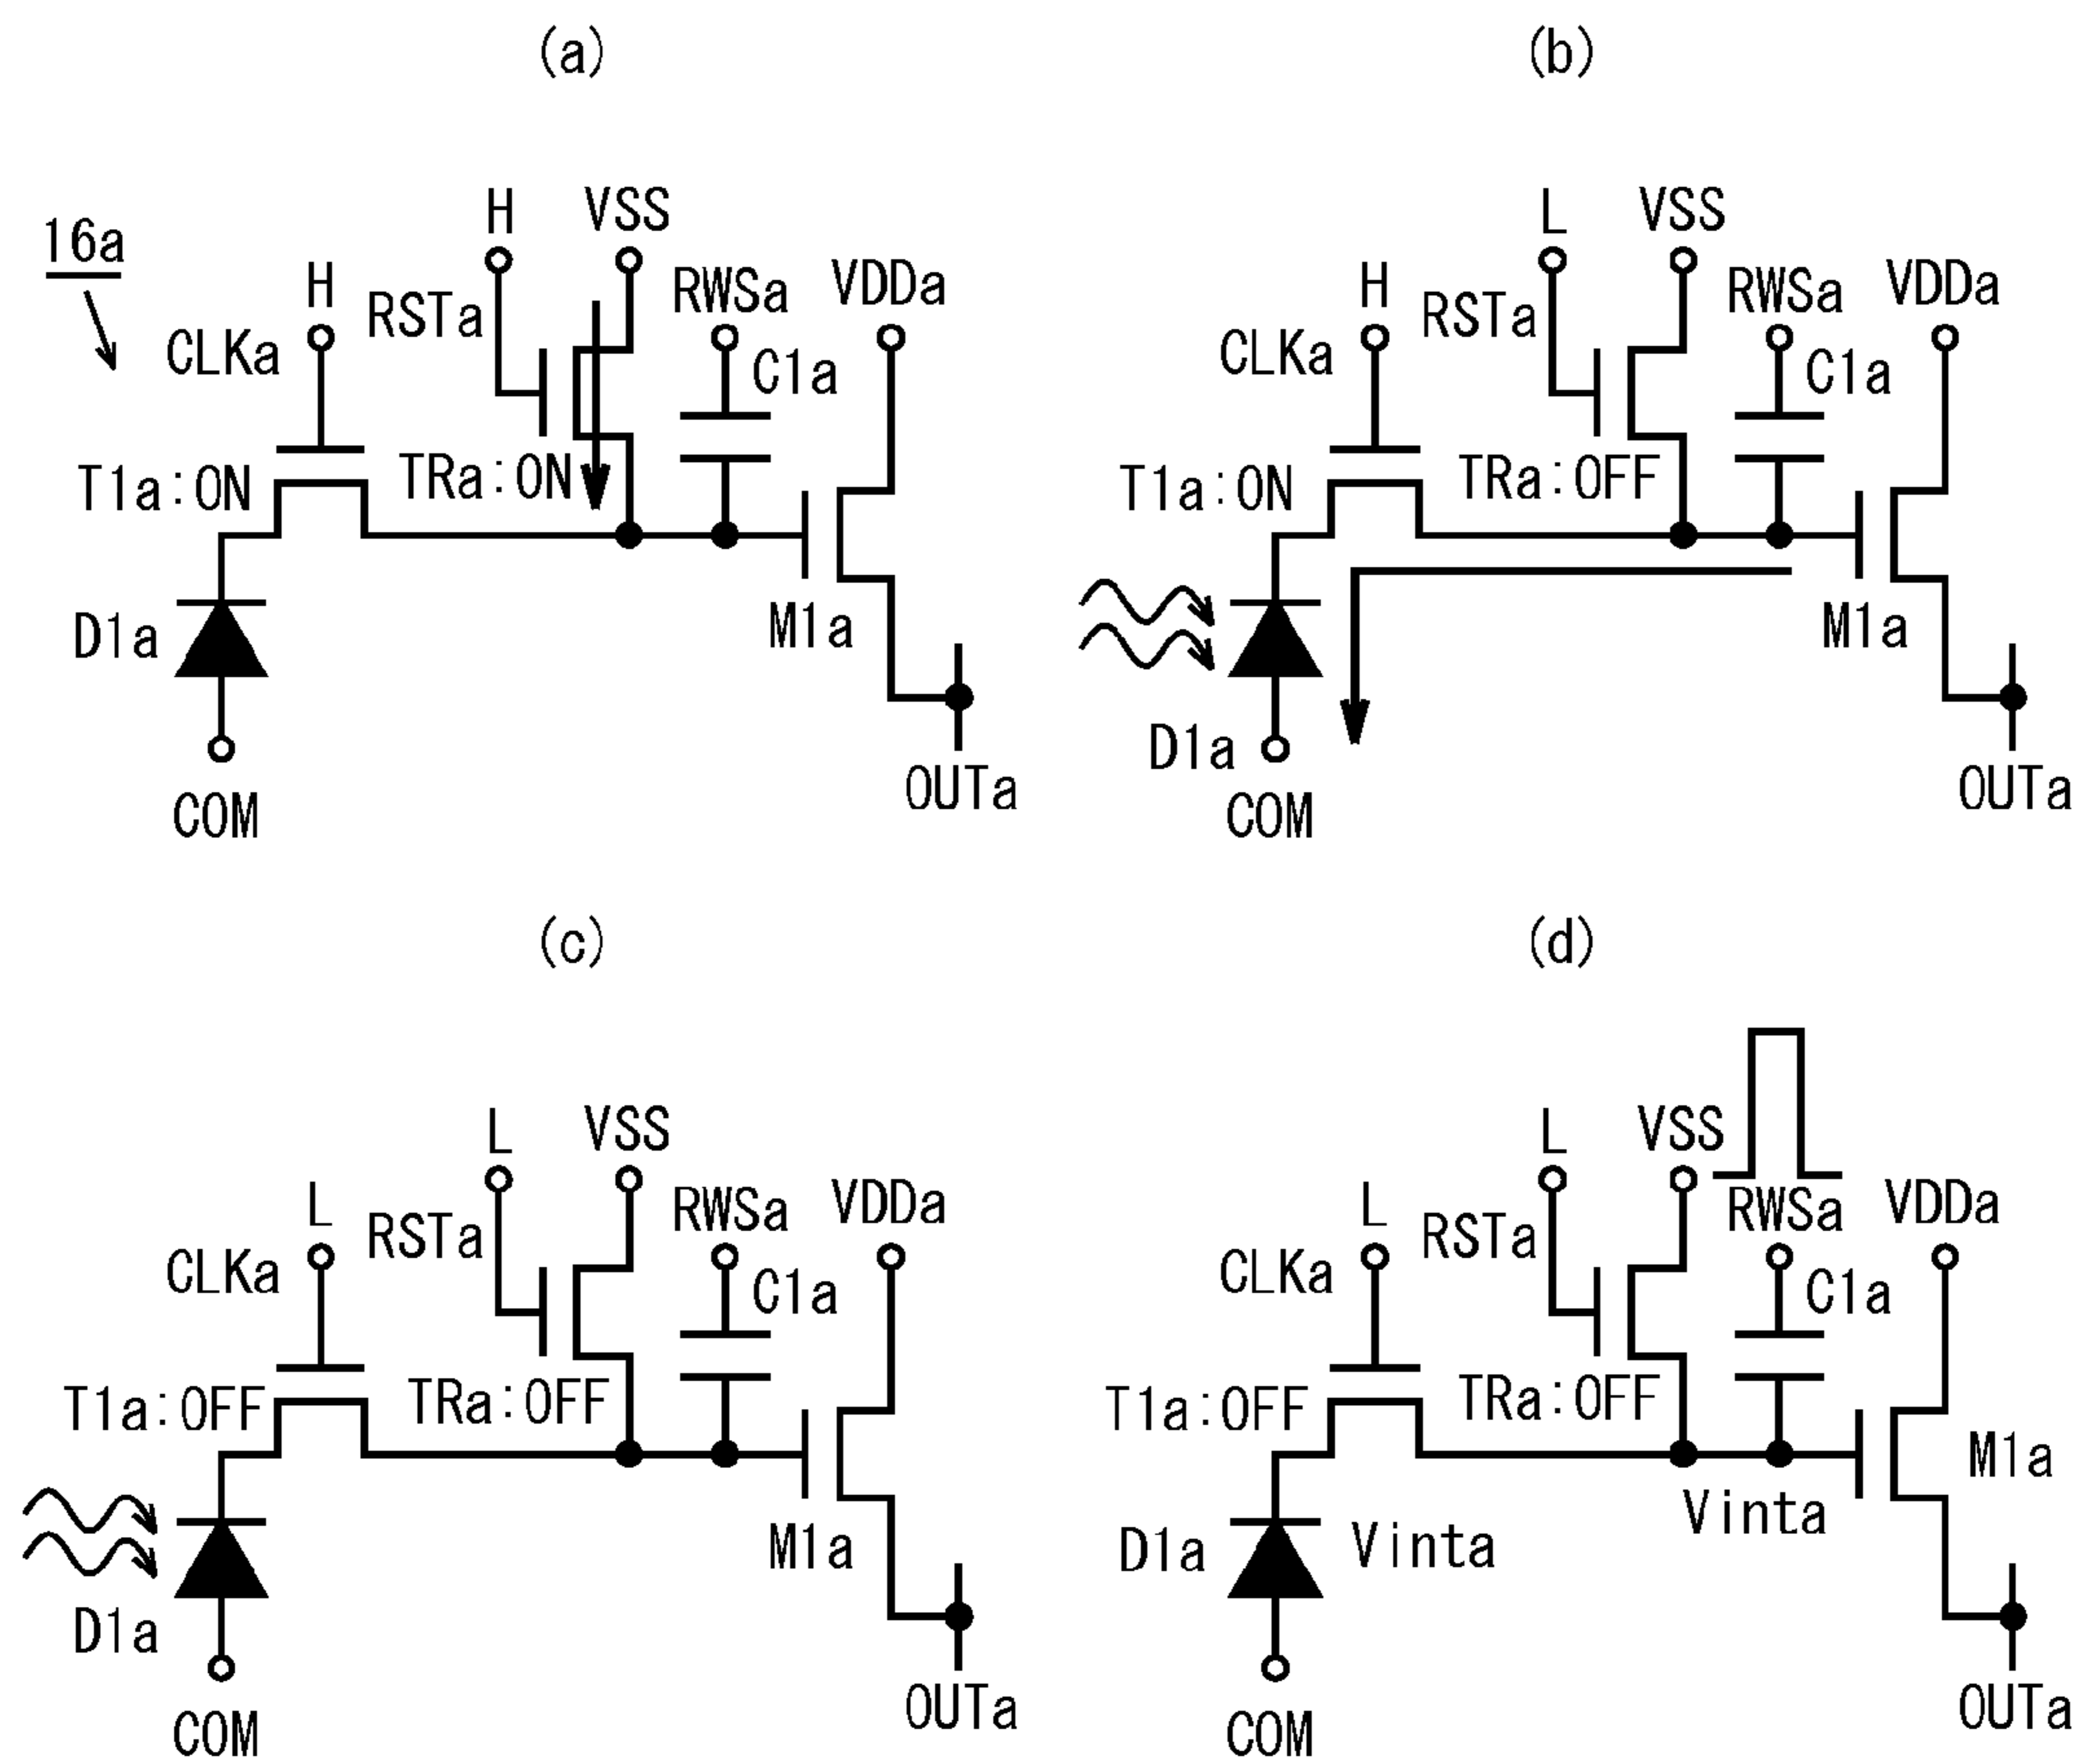 (a)
16a
H
H
VSS
CLKa
RSTa
RWSa
VDDa
C1a
T1a:ON
TRa:ON
D1a
M1a
COM
OUTa
(b)
H
L
VSS
CLKa
RSTa
RWSa
VDDa
C1a
T1a:ON
TRa:OFF
D1a
M1a
COM
OUTa
(c)
L
L
VSS
CLKa
RSTa
RWSa
VDDa
C1a
T1a:OFF
TRa:OFF
D1a
M1a
COM
OUTa
(d)
L
L
VSS
CLKa
RSTa
RWSa
VDDa
C1a
T1a:OFF
TRa:OFF
M1a
Vinta
D1a
Vinta
COM
OUTa